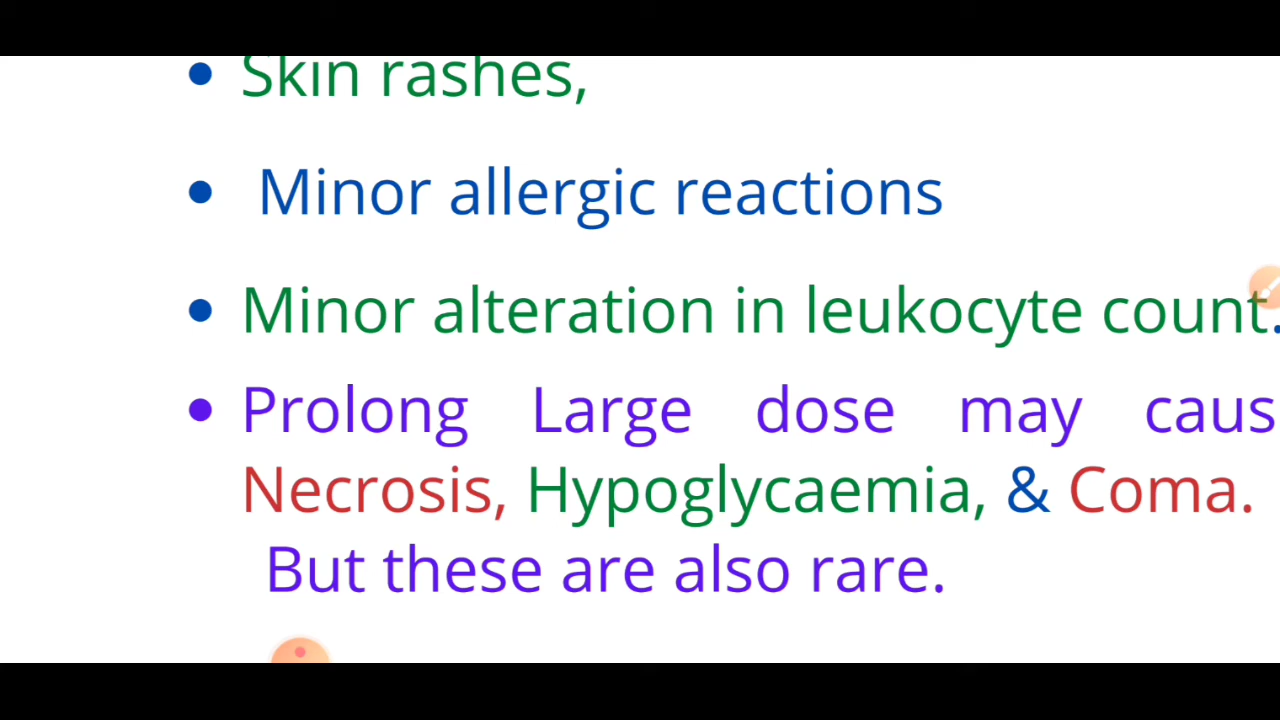 • Skin rashes,
• Minor allergic reactions
• Minor alteration in leukocyte count.
• Prolong Large dose may caus
Necrosis, Hypoglycaemia, & Coma.
But these are also rare.